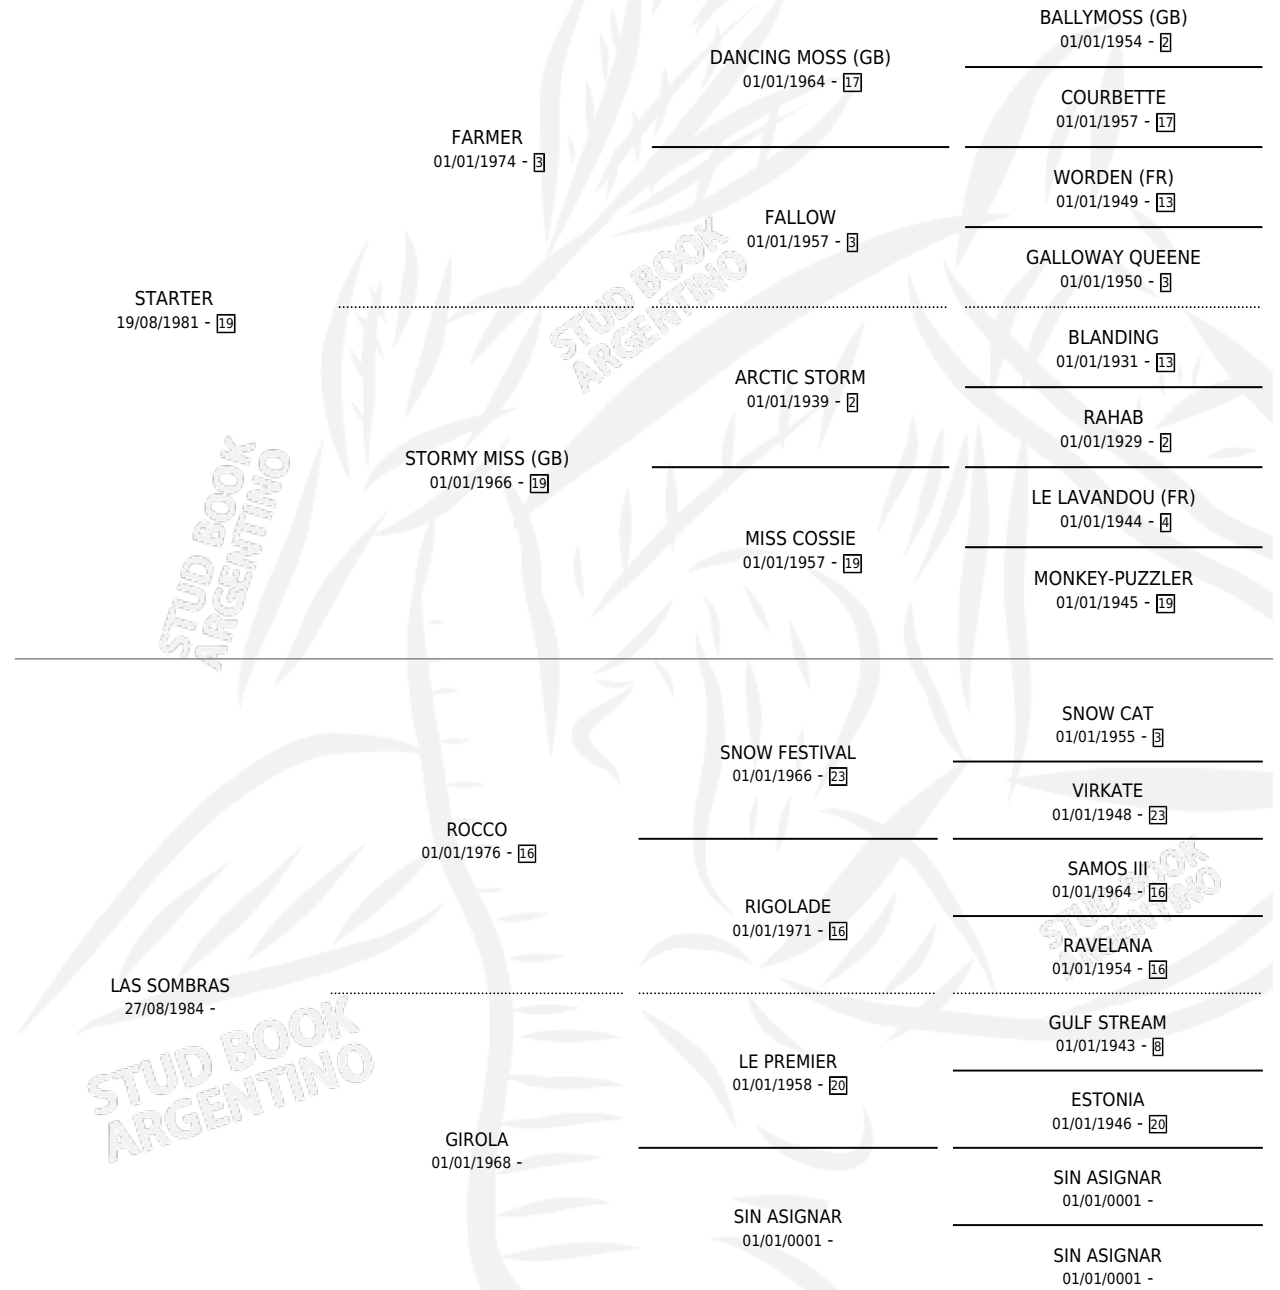 BALLYMOSS (GB)
01/01/1954 - 2
DANCING MOSS (GB)
01/01/1964 - 17
COURBETTE
01/01/1957 - 17
FARMER
01/01/1974 - 3
WORDEN (FR)
01/01/1949 - 13
FALLOW
01/01/1957 - 3
GALLOWAY QUEENE
01/01/1950 - 3
STARTER
19/08/1981 - 19
BLANDING
01/01/1931 - 13
ARCTIC STORM
01/01/1939 - 2
RAHAB
01/01/1929 - 2
STORMY MISS (GB)
01/01/1966 - 19
LE LAVANDOU (FR)
01/01/1944 - 4
MISS COSSIE
01/01/1957 - 19
MONKEY-PUZZLER
01/01/1945 - 19
SNOW CAT
01/01/1955 - 3
SNOW FESTIVAL
01/01/1966 - 23
VIRKATE
01/01/1948 - 23
ROCCO
01/01/1976 - 16
SAMOS III
01/01/1964 - 16
RIGOLADE
01/01/1971 - 16
RAVELANA
01/01/1954 - 16
LAS SOMBRAS
27/08/1984 -
GULF STREAM
01/01/1943 - 8
LE PREMIER
01/01/1958 - 20
ESTONIA
01/01/1946 - 20
GIROLA
01/01/1968 -
SIN ASIGNAR
01/01/0001 -
SIN ASIGNAR
01/01/0001 -
SIN ASIGNAR
01/01/0001 -
STUD BOOK
ARGENTINO
STUD BOOK
ARGENTINO
STUD BOOK
ARGENTINO
STUD BOOK
ARGENTINO